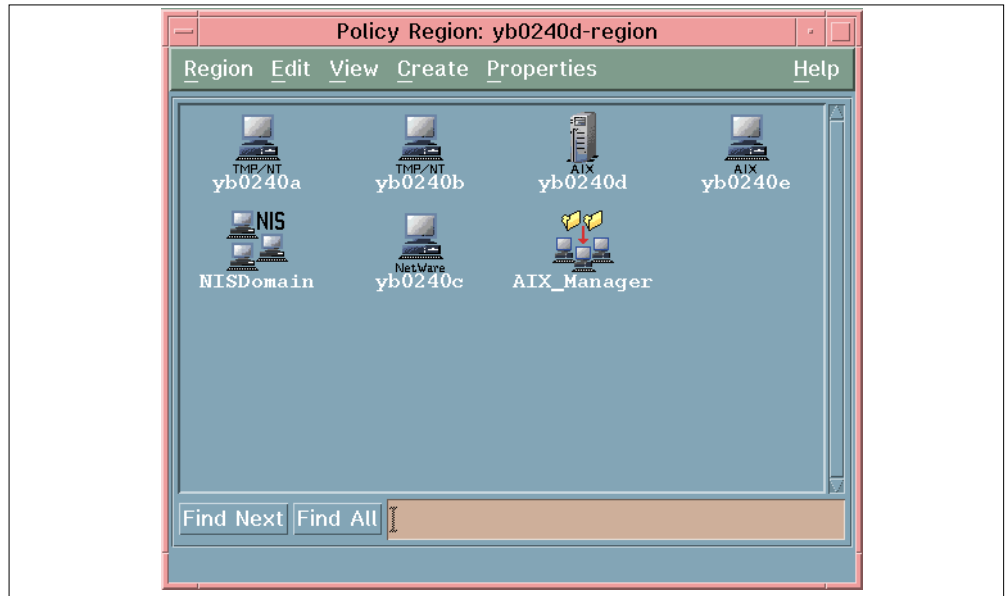 Policy Region: yb0240d-region
Region Edit View Create Properties Help
TMP/NT TMP/NT AIX AIX
yb0240a yb0240b yb0240d yb0240e
NIS
NetWare
NISDomain yb0240c AIX_Manager
Find Next Find All